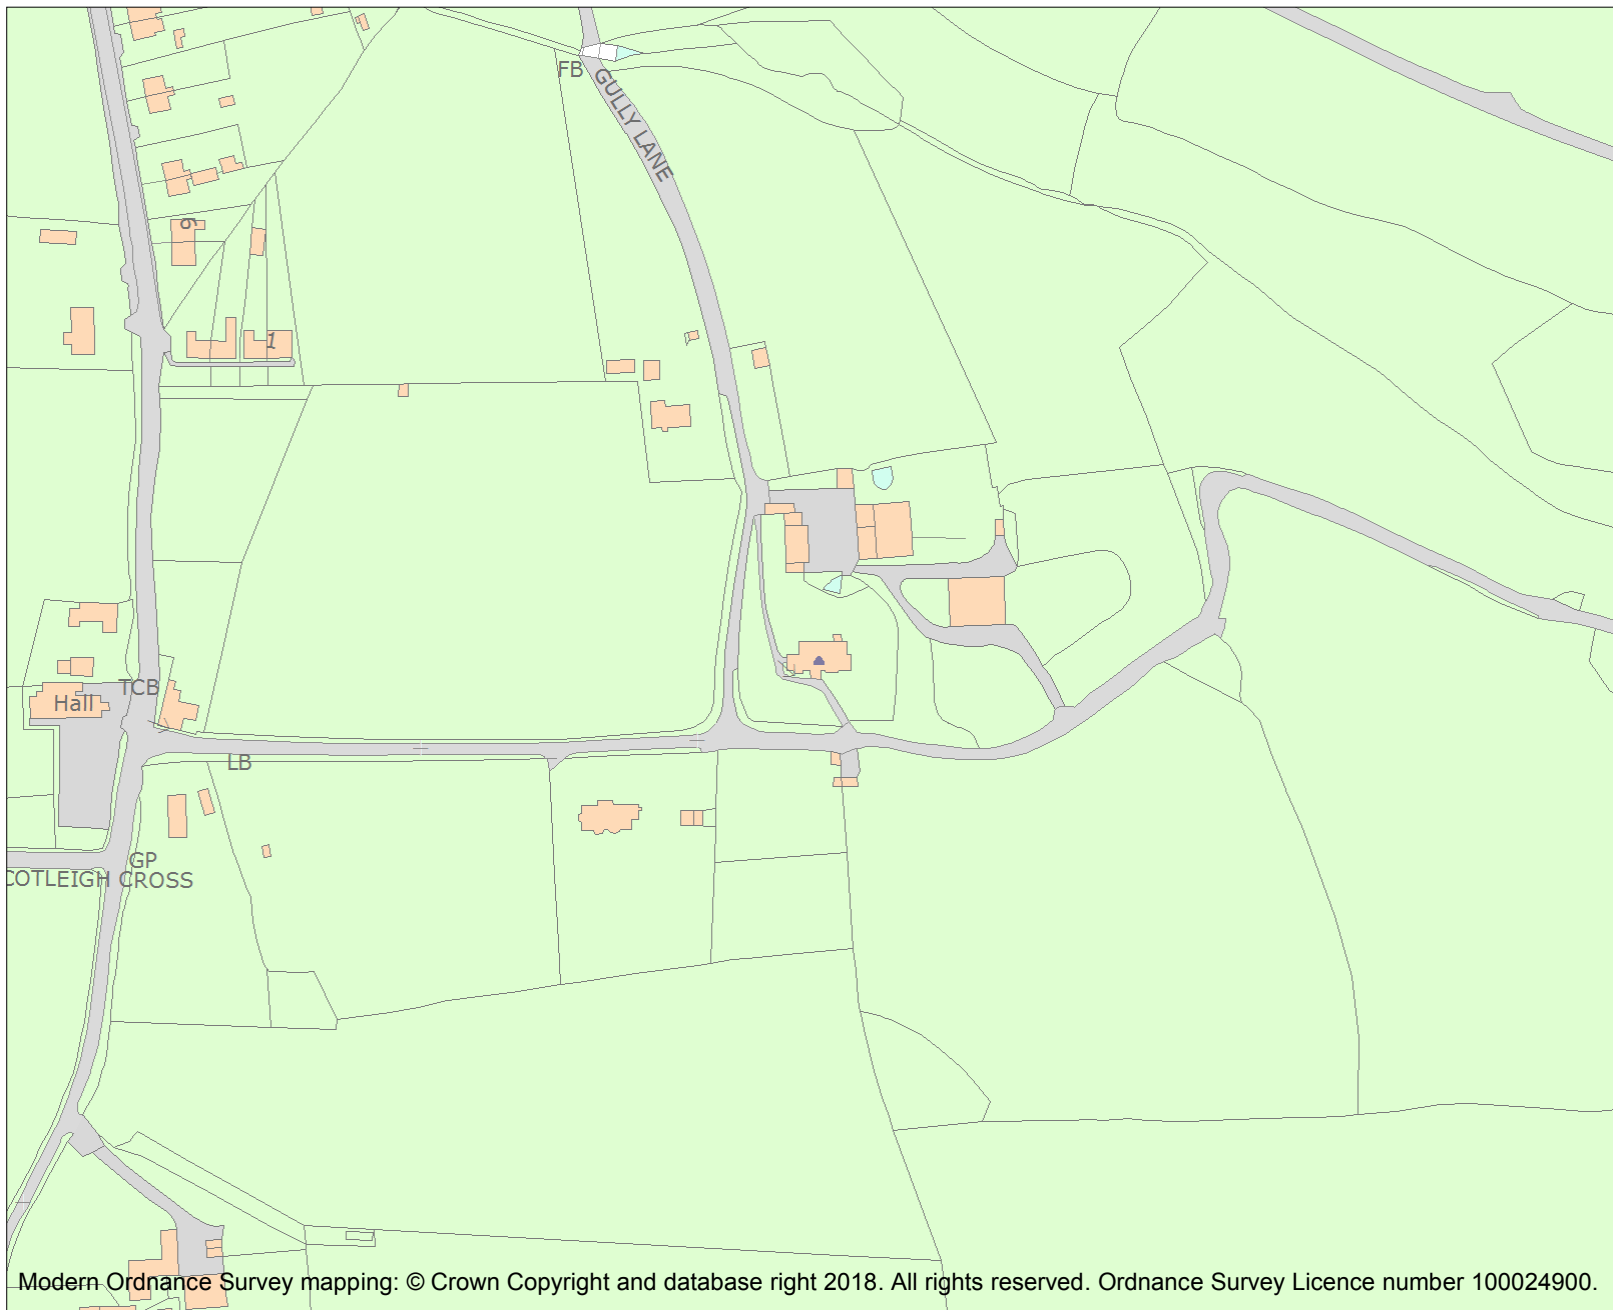 FB
GULLY LANE
6
1
TCB
Hall
LB
GP
COTLEIGH CROSS
Modern Ordnance Survey mapping: © Crown Copyright and database right 2018. All rights reserved. Ordnance Survey Licence number 100024900.